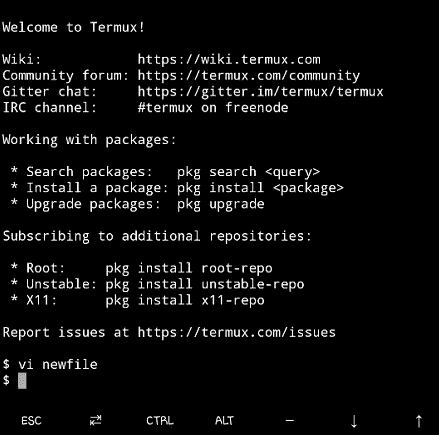 Welcome to Termux!
Wiki: https://wiki.termux.com
Community forum: https://termux.com/community
Gitter chat: https://gitter.im/termux/termux
IRC channel: #termux on freenode
Working with packages:
* Search packages: pkg search <query>
* Install a package: pkg install <package>
* Upgrade packages: pkg upgrade
Subscribing to additional repositories:
* Root: pkg install root-repo
* Unstable: pkg install unstable-repo
* X11: pkg install x11-repo
Report issues at https://termux.com/issues
$ vi newfile
$
ESC ⇄ CTRL ALT — ↓ ↑